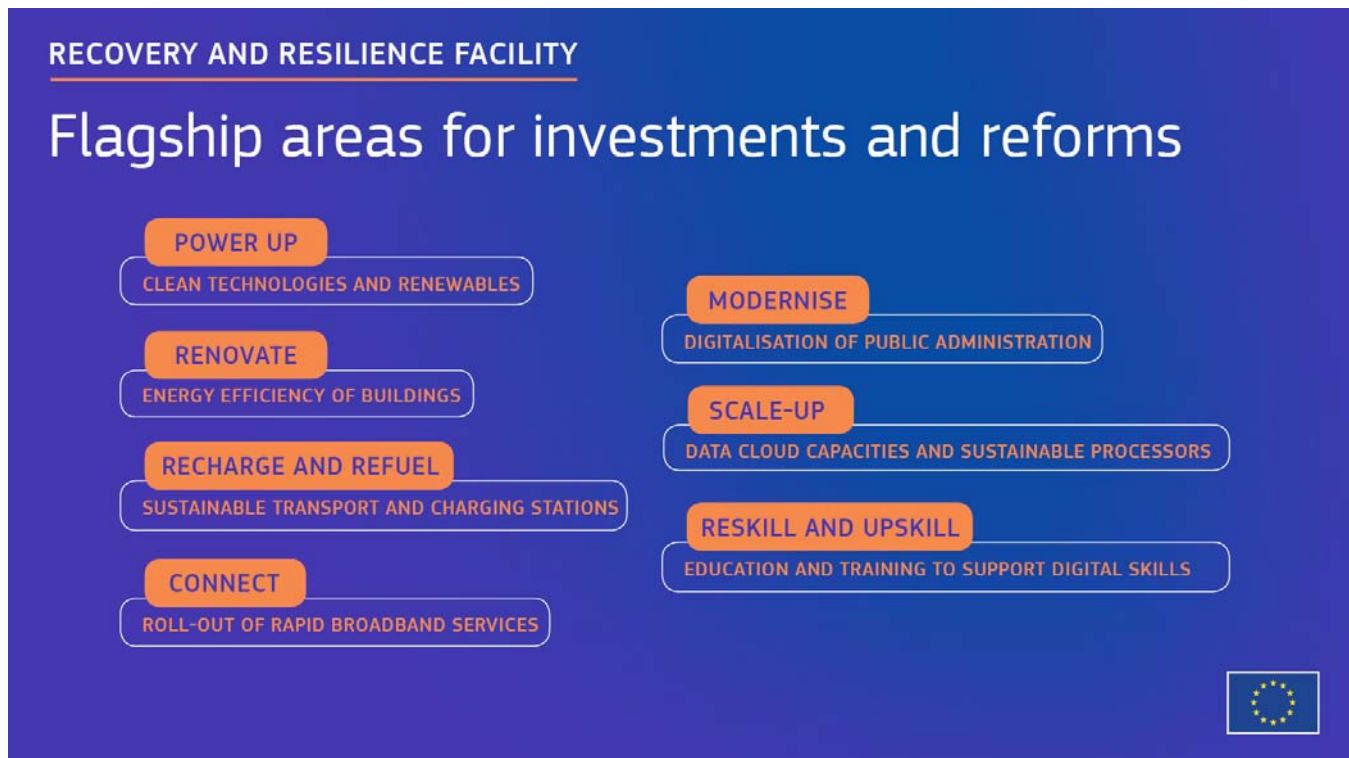 RECOVERY AND RESILIENCE FACILITY
Flagship areas for investments and reforms
POWER UP
CLEAN TECHNOLOGIES AND RENEWABLES
RENOVATE
ENERGY EFFICIENCY OF BUILDINGS
RECHARGE AND REFUEL
SUSTAINABLE TRANSPORT AND CHARGING STATIONS
CONNECT
ROLL-OUT OF RAPID BROADBAND SERVICES
MODERNISE
DIGITALISATION OF PUBLIC ADMINISTRATION
SCALE-UP
DATA CLOUD CAPACITIES AND SUSTAINABLE PROCESSORS
RESKILL AND UPSKILL
EDUCATION AND TRAINING TO SUPPORT DIGITAL SKILLS